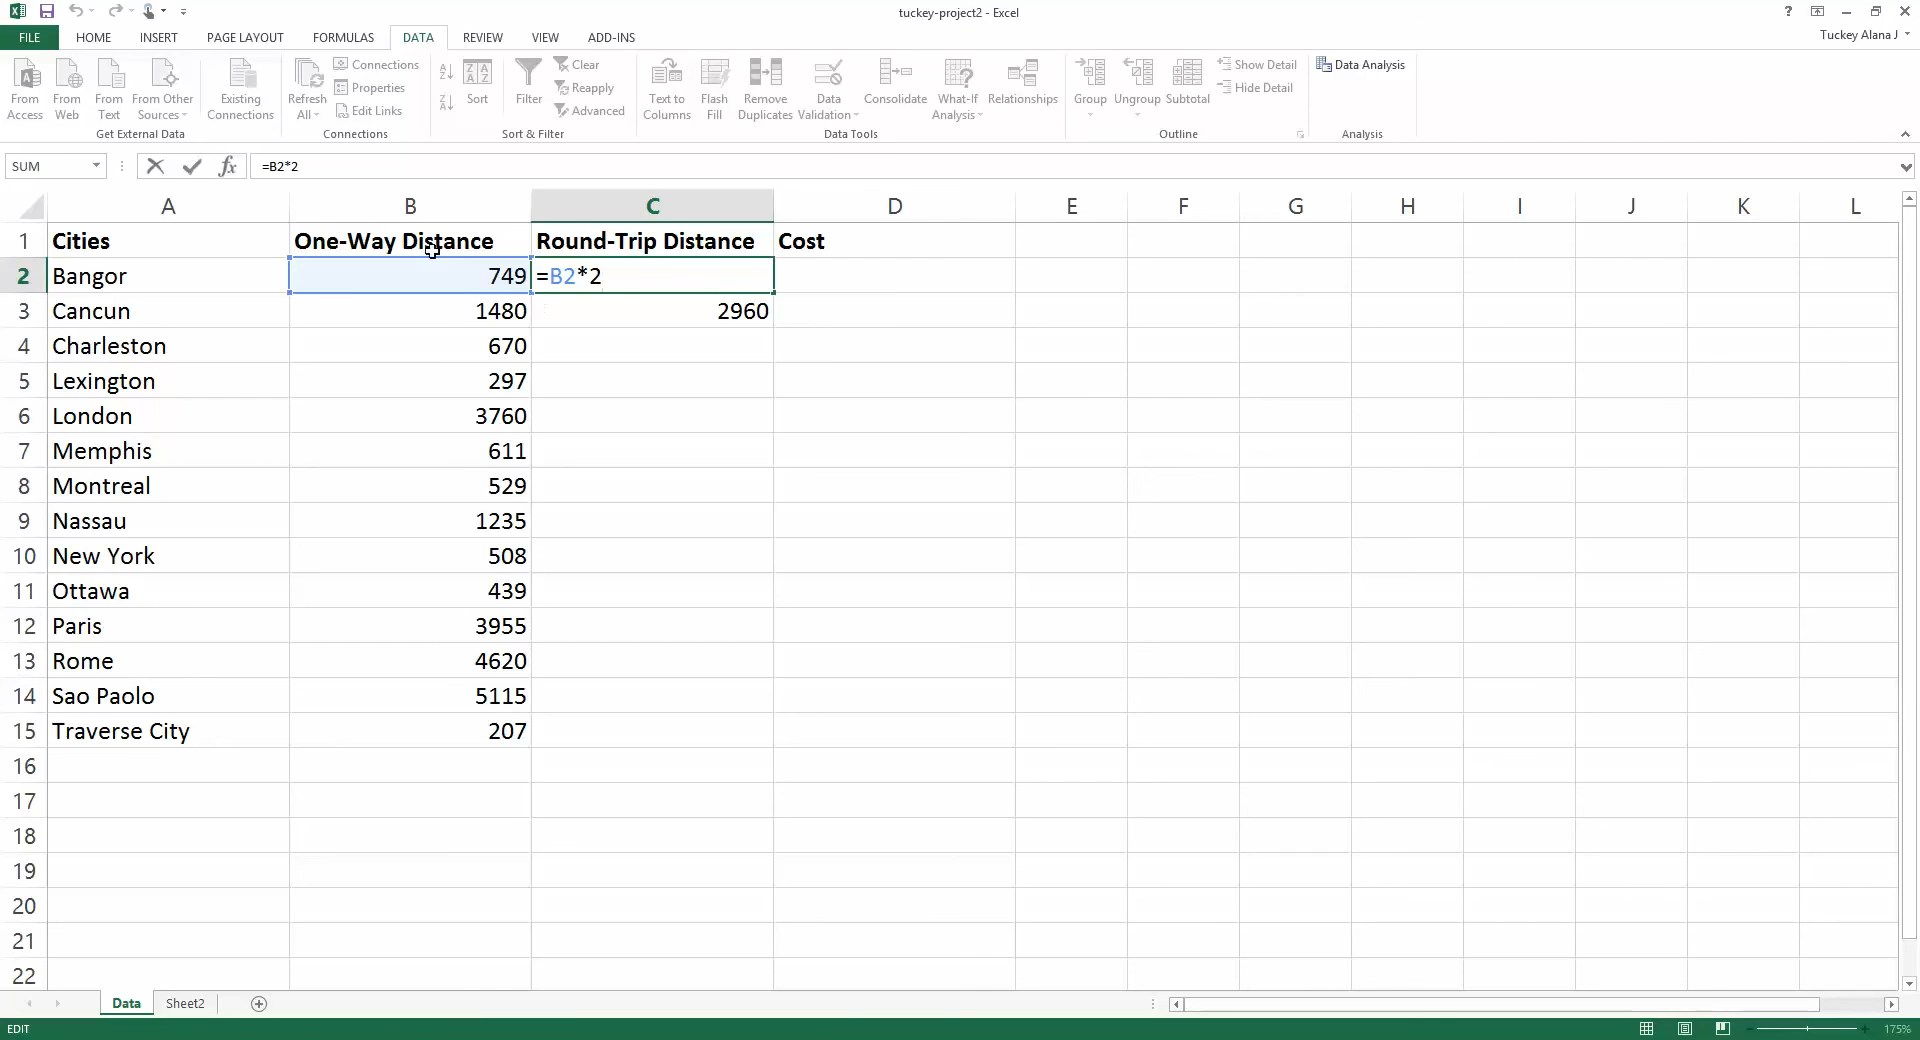 tuckey-project2 - Excel
?
FILE HOME INSERT PAGE LAYOUT FORMULAS DATA REVIEW VIEW ADD-INS
Tuckey Alana J
From Access
From Web
From Text
From Other Sources
Existing Connections
Get External Data
Refresh All
Connections
Properties
Edit Links
Connections
Sort
Filter
Clear
Reapply
Advanced
Sort & Filter
Text to Columns
Flash Fill
Remove Duplicates
Data Validation
Consolidate
What-If Analysis
Relationships
Data Tools
Group
Ungroup
Subtotal
Show Detail
Hide Detail
Outline
Data Analysis
Analysis
SUM
fx
=B2*2
A B C D E F G H I J K L
1 Cities One-Way Distance Round-Trip Distance Cost
2 Bangor 749 =B2*2
3 Cancun 1480 2960
4 Charleston 670
5 Lexington 297
6 London 3760
7 Memphis 611
8 Montreal 529
9 Nassau 1235
10 New York 508
11 Ottawa 439
12 Paris 3955
13 Rome 4620
14 Sao Paolo 5115
15 Traverse City 207
16
17
18
19
20
21
22
Data Sheet2
EDIT
175%